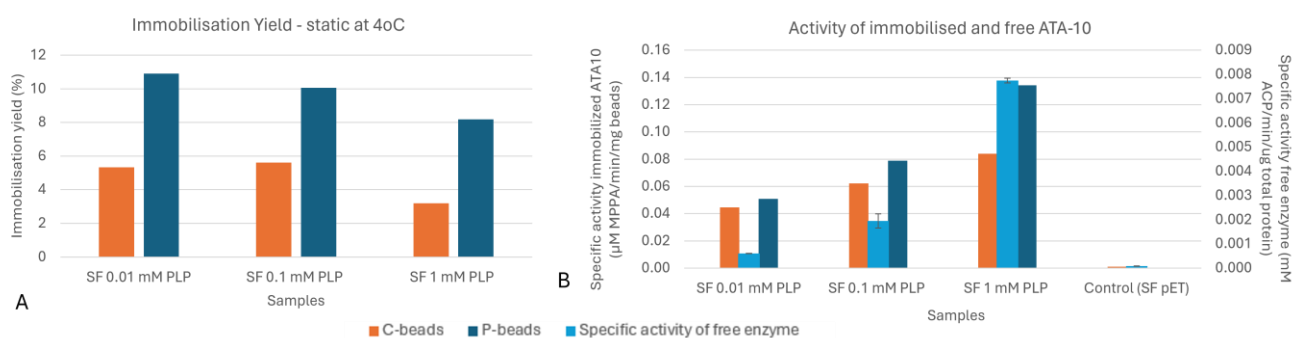 Immobilisation Yield - static at 4oC
Immobilisation yield (%)
12
10
8
6
4
2
0
SF 0.01 mM PLP
SF 0.1 mM PLP
SF 1 mM PLP
Samples
A
Activity of immobilised and free ATA-10
Specific activity immobilized ATA10
(µM MPPA/min/mg beads)
0.16
0.14
0.12
0.10
0.08
0.06
0.04
0.02
0.00
0.009
0.008
0.007
0.006
0.005
0.004
0.003
0.002
0.001
0.000
Specific activity free enzyme (mM
ACP/min/ug total protein)
SF 0.01 mM PLP
SF 0.1 mM PLP
SF 1 mM PLP
Control (SF pET)
Samples
B
C-beads
P-beads
Specific activity of free enzyme